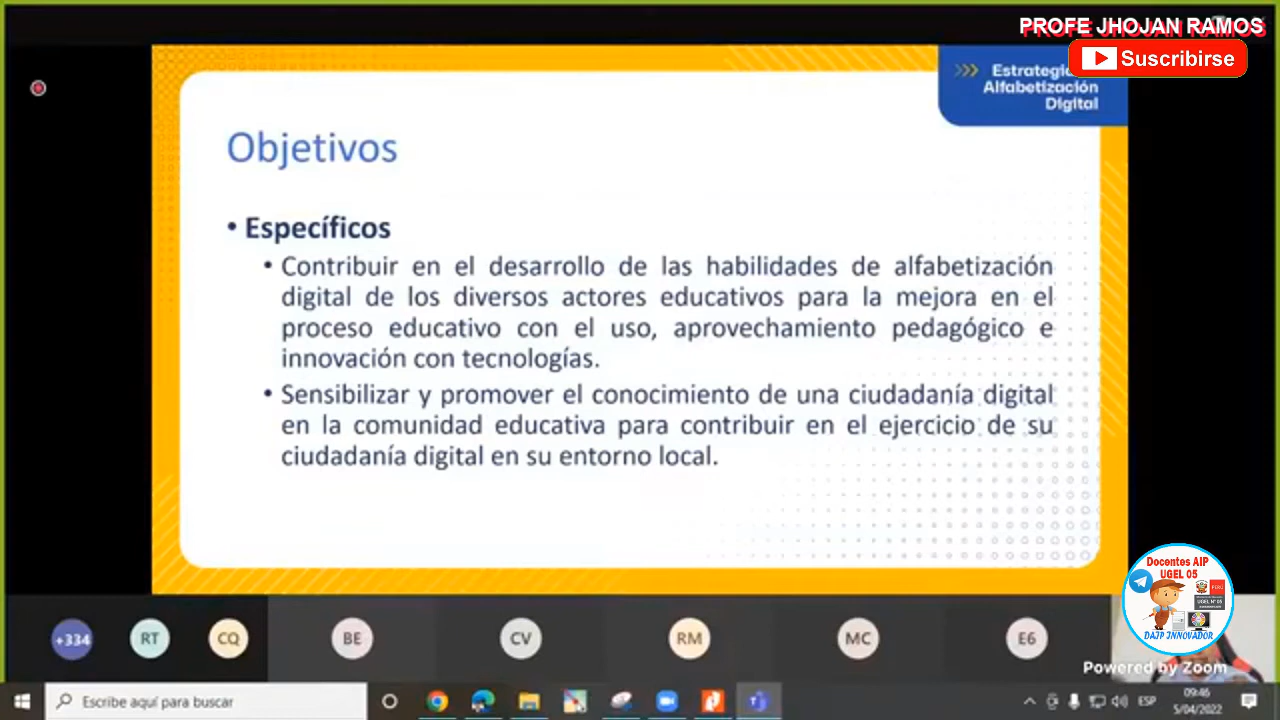 PROFE JHOJAN RAMOS
Suscribirse
Alfabetización
Digital
Objetivos
• Específicos
• Contribuir en el desarrollo de las habilidades de alfabetización
digital de los diversos actores educativos para la mejora en el
proceso educativo con el uso, aprovechamiento pedagógico e
innovación con tecnologías.
• Sensibilizar y promover el conocimiento de una ciudadanía digital
en la comunidad educativa para contribuir en el ejercicio de su
ciudadanía digital en su entorno local.
Docentes AIP
UGEL 05
PERÚ
UGEL N° 05
DAIP INNOVADOR
+334
RT
CQ
BE
CV
RM
MC
E6
Powered by Zoom
Escribe aquí para buscar
ESP
09:46
5/04/2022